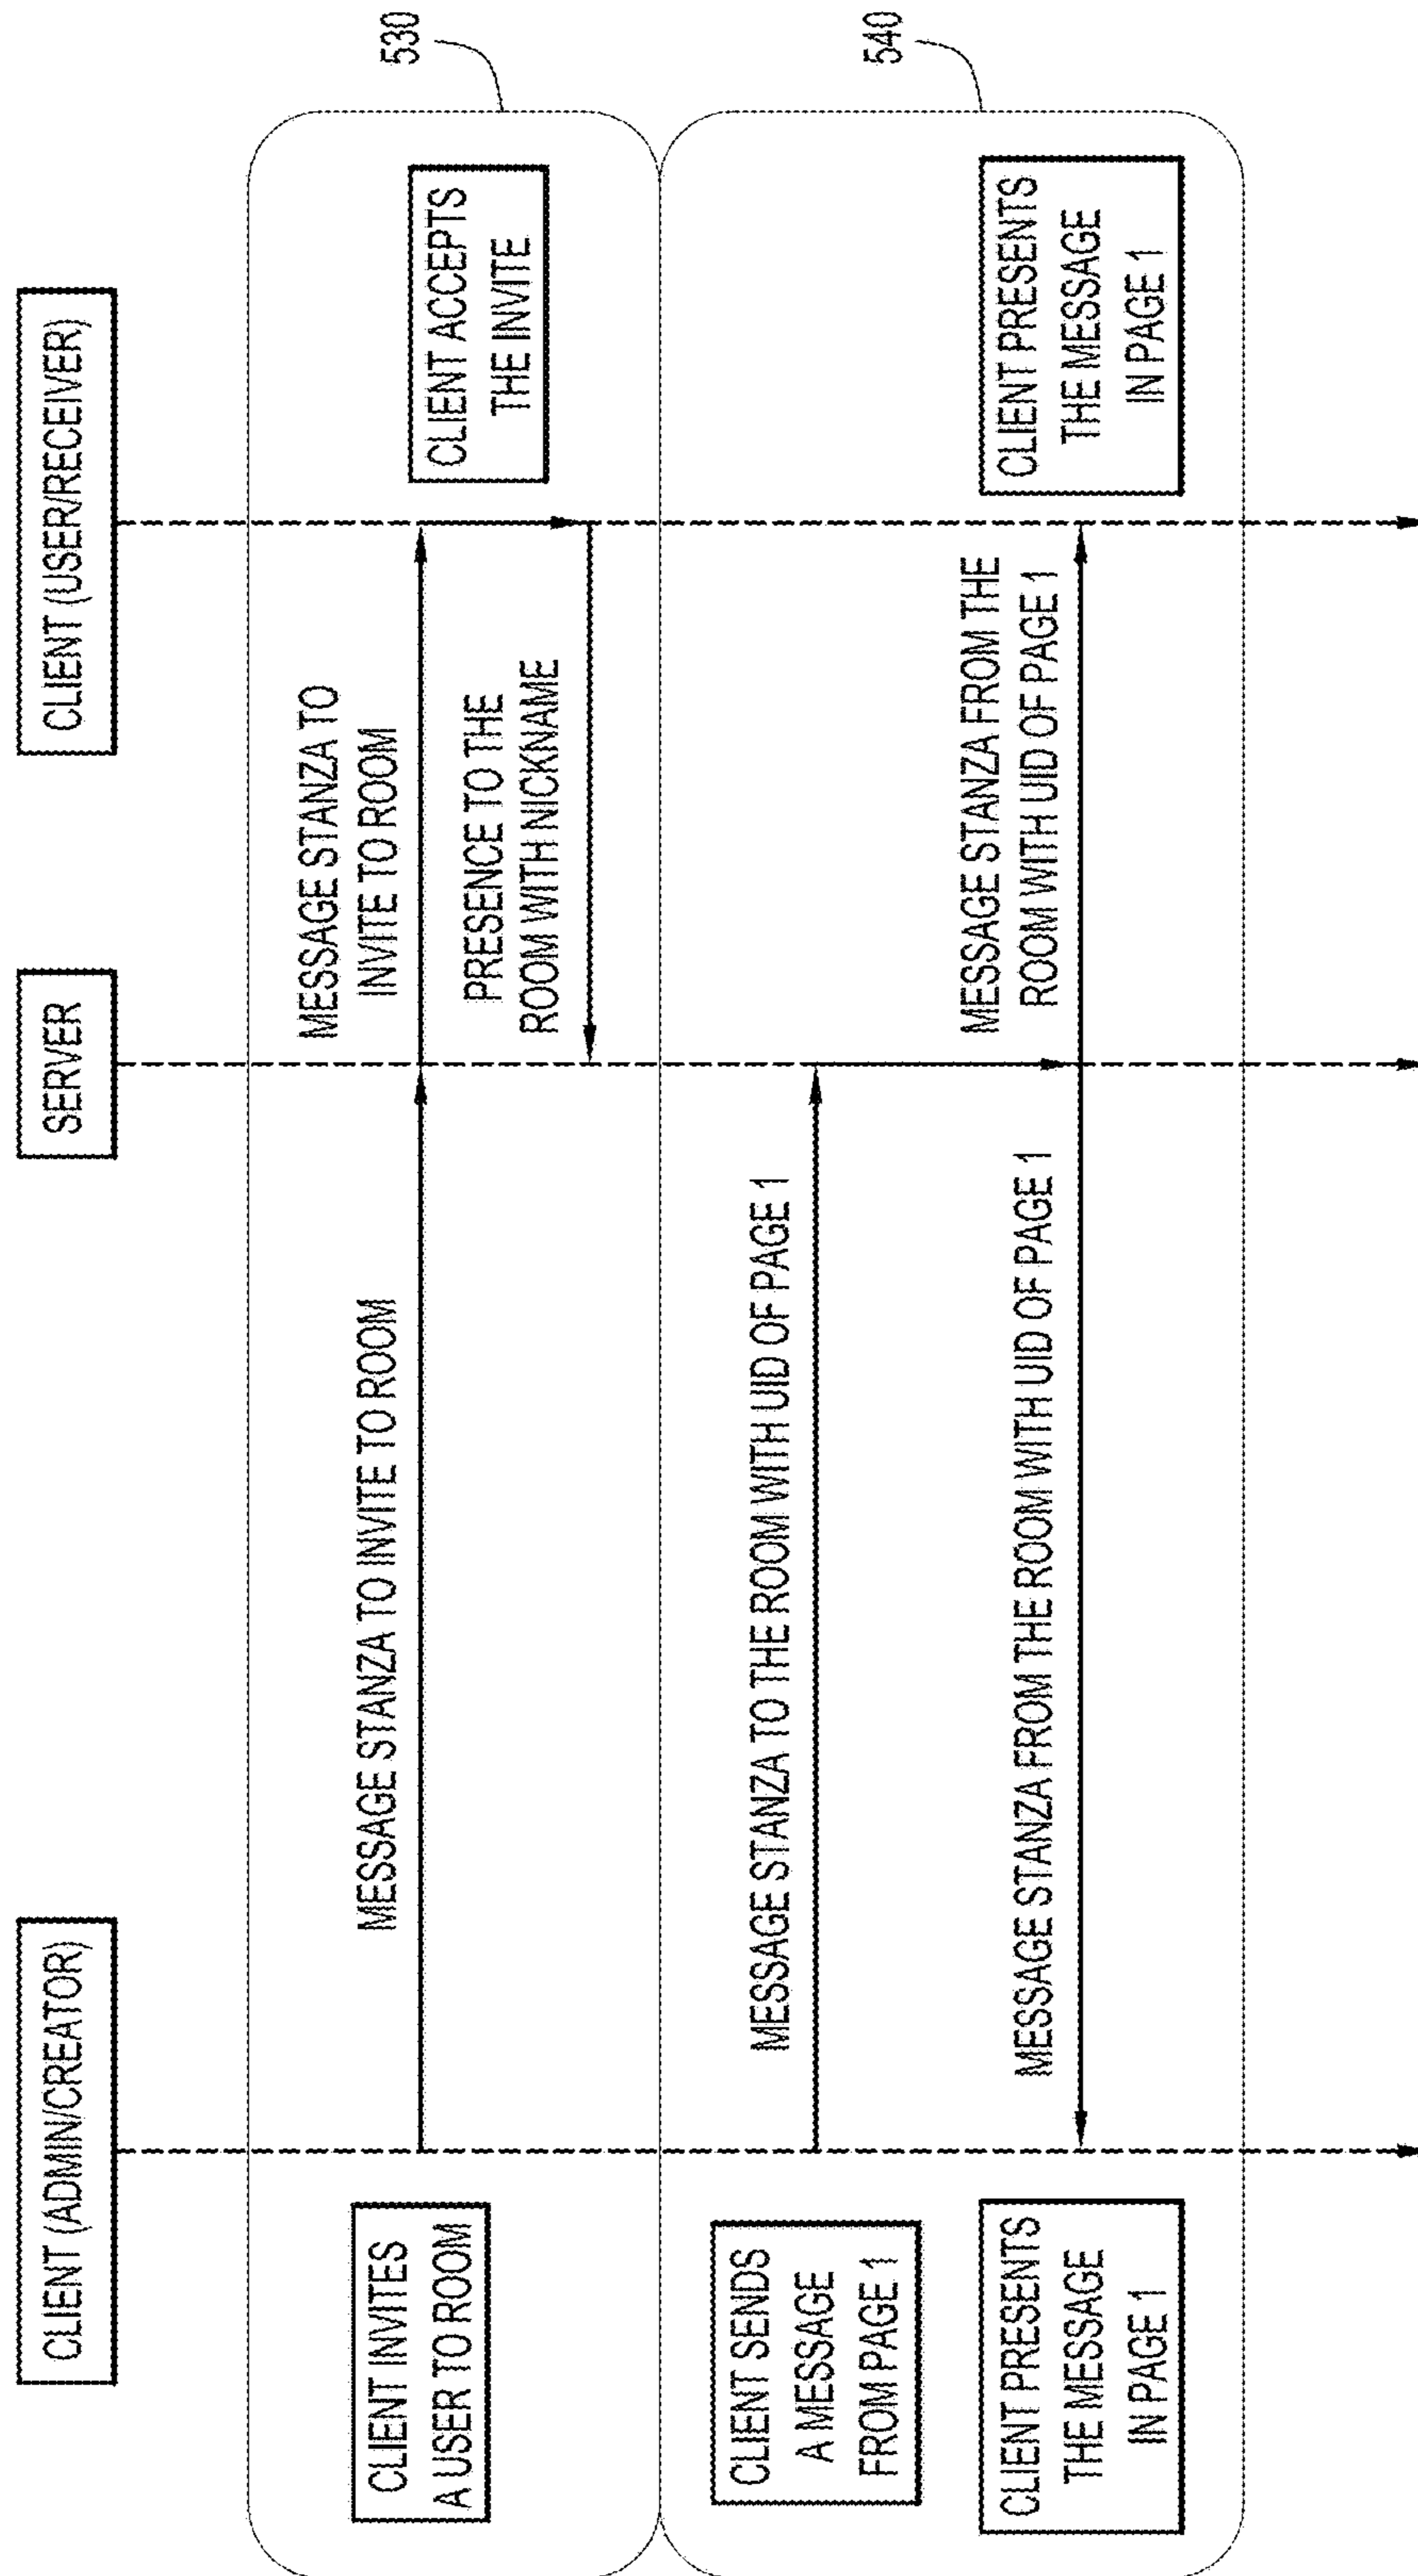 CLIENT (ADMIN/CREATOR)
SERVER
CLIENT (USER/RECEIVER)
CLIENT INVITES
A USER TO ROOM
MESSAGE STANZA TO INVITE TO ROOM
MESSAGE STANZA TO
INVITE TO ROOM
CLIENT ACCEPTS
THE INVITE
PRESENCE TO THE
ROOM WITH NICKNAME
530
CLIENT SENDS
A MESSAGE
FROM PAGE 1
MESSAGE STANZA TO THE ROOM WITH UID OF PAGE 1
540
CLIENT PRESENTS
THE MESSAGE
IN PAGE 1
MESSAGE STANZA FROM THE ROOM WITH UID OF PAGE 1
MESSAGE STANZA FROM THE
ROOM WITH UID OF PAGE 1
CLIENT PRESENTS
THE MESSAGE
IN PAGE 1